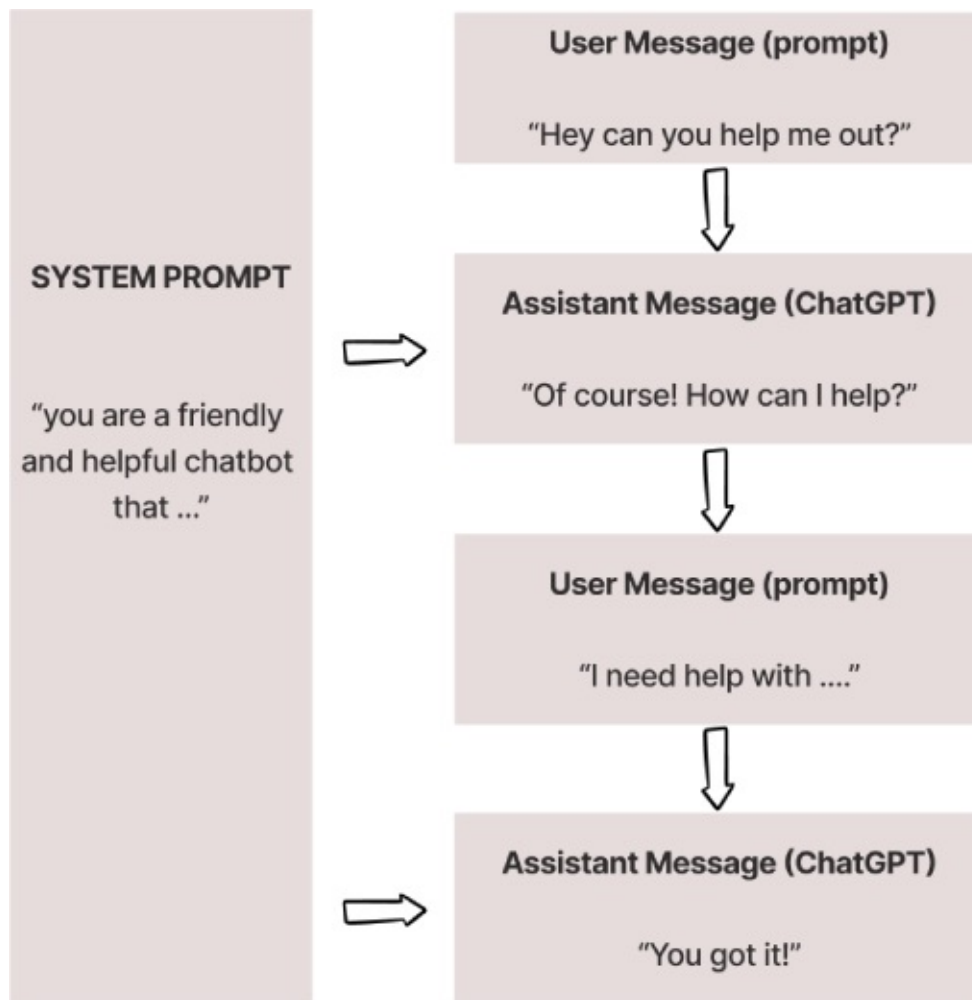 SYSTEM PROMPT
“you are a friendly
and helpful chatbot
that ...”
User Message (prompt)
“Hey can you help me out?”
Assistant Message (ChatGPT)
“Of course! How can I help?”
User Message (prompt)
“I need help with ....”
Assistant Message (ChatGPT)
“You got it!”